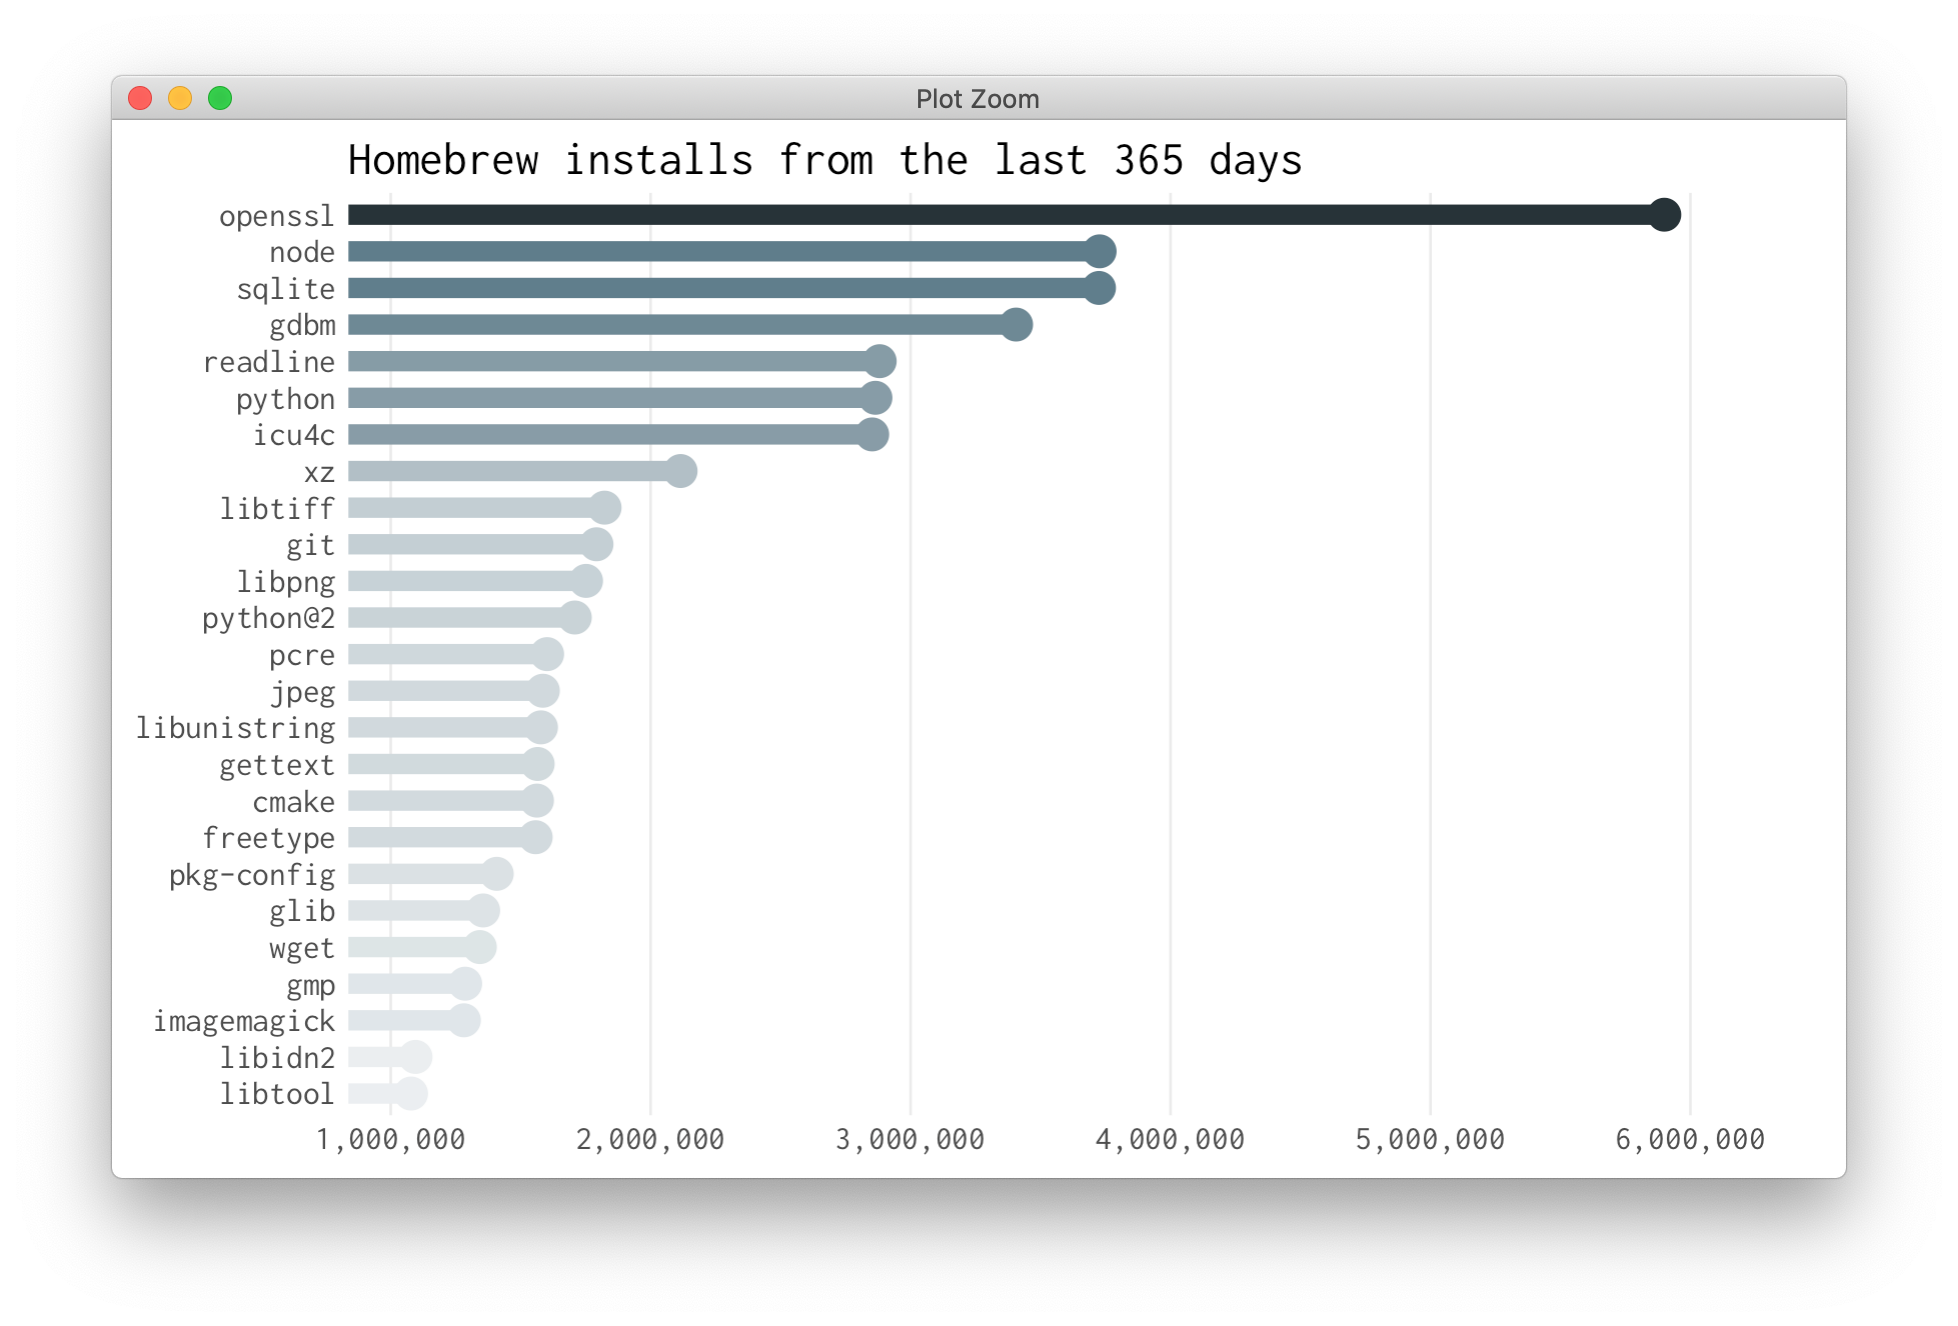 Plot Zoom
Homebrew installs from the last 365 days
openssl
node
sqlite
gdbm
readline
python
icu4c
xz
libtiff
git
libpng
python@2
pcre
jpeg
libunistring
gettext
cmake
freetype
pkg-config
glib
wget
gmp
imagemagick
libidn2
libtool
1,000,000 2,000,000 3,000,000 4,000,000 5,000,000 6,000,000